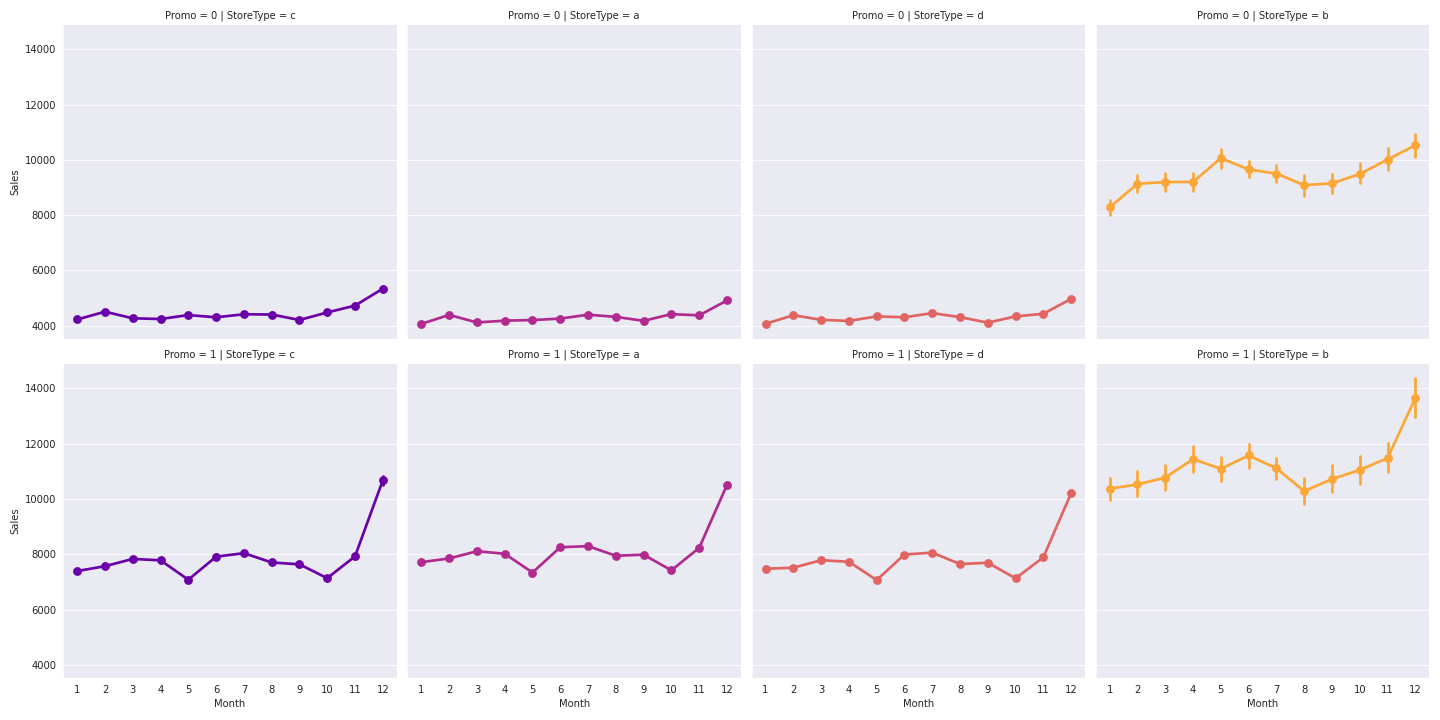 Promo = 0 | StoreType = c
Promo = 0 | StoreType = a
Promo = 0 | StoreType = d
Promo = 0 | StoreType = b
14000
12000
10000
8000
6000
4000
Sales
Promo = 1 | StoreType = c
Promo = 1 | StoreType = a
Promo = 1 | StoreType = d
Promo = 1 | StoreType = b
14000
12000
10000
8000
6000
4000
Sales
1 2 3 4 5 6 7 8 9 10 11 12
Month
1 2 3 4 5 6 7 8 9 10 11 12
Month
1 2 3 4 5 6 7 8 9 10 11 12
Month
1 2 3 4 5 6 7 8 9 10 11 12
Month